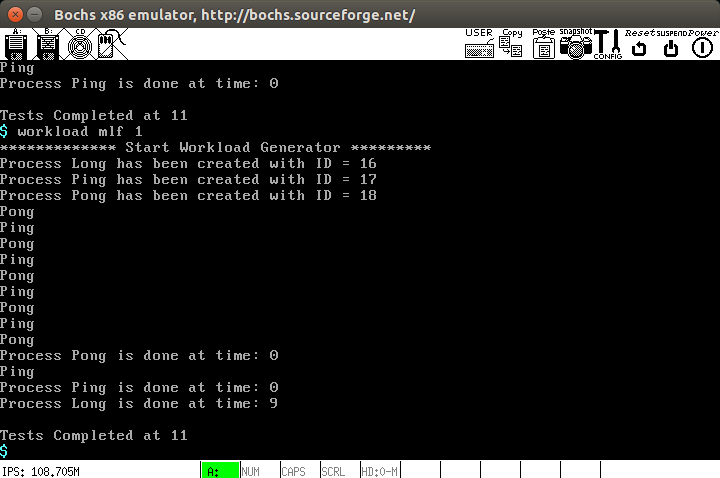 Bochs x86 emulator, http://bochs.sourceforge.net/
A: B: CD USER Copy Paste snapshot CONFIG Reset SUSPEND Power
Ping
Process Ping is done at time: 0
Tests Completed at 11
$ workload mlf 1
************* Start Workload Generator *********
Process Long has been created with ID = 16
Process Ping has been created with ID = 17
Process Pong has been created with ID = 18
Pong
Ping
Pong
Ping
Pong
Ping
Pong
Ping
Pong
Process Pong is done at time: 0
Ping
Process Ping is done at time: 0
Process Long is done at time: 9
Tests Completed at 11
$
IPS: 108.705M A: NUM CAPS SCRL HD:0-M